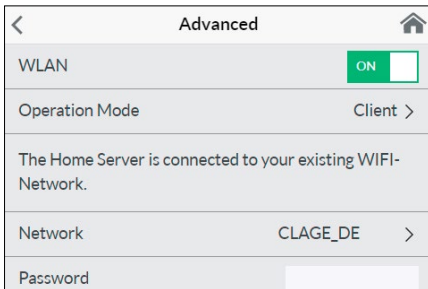 Advanced
WLAN ON
Operation Mode Client
The Home Server is connected to your existing WIFI-
Network.
Network CLAGE_DE
Password